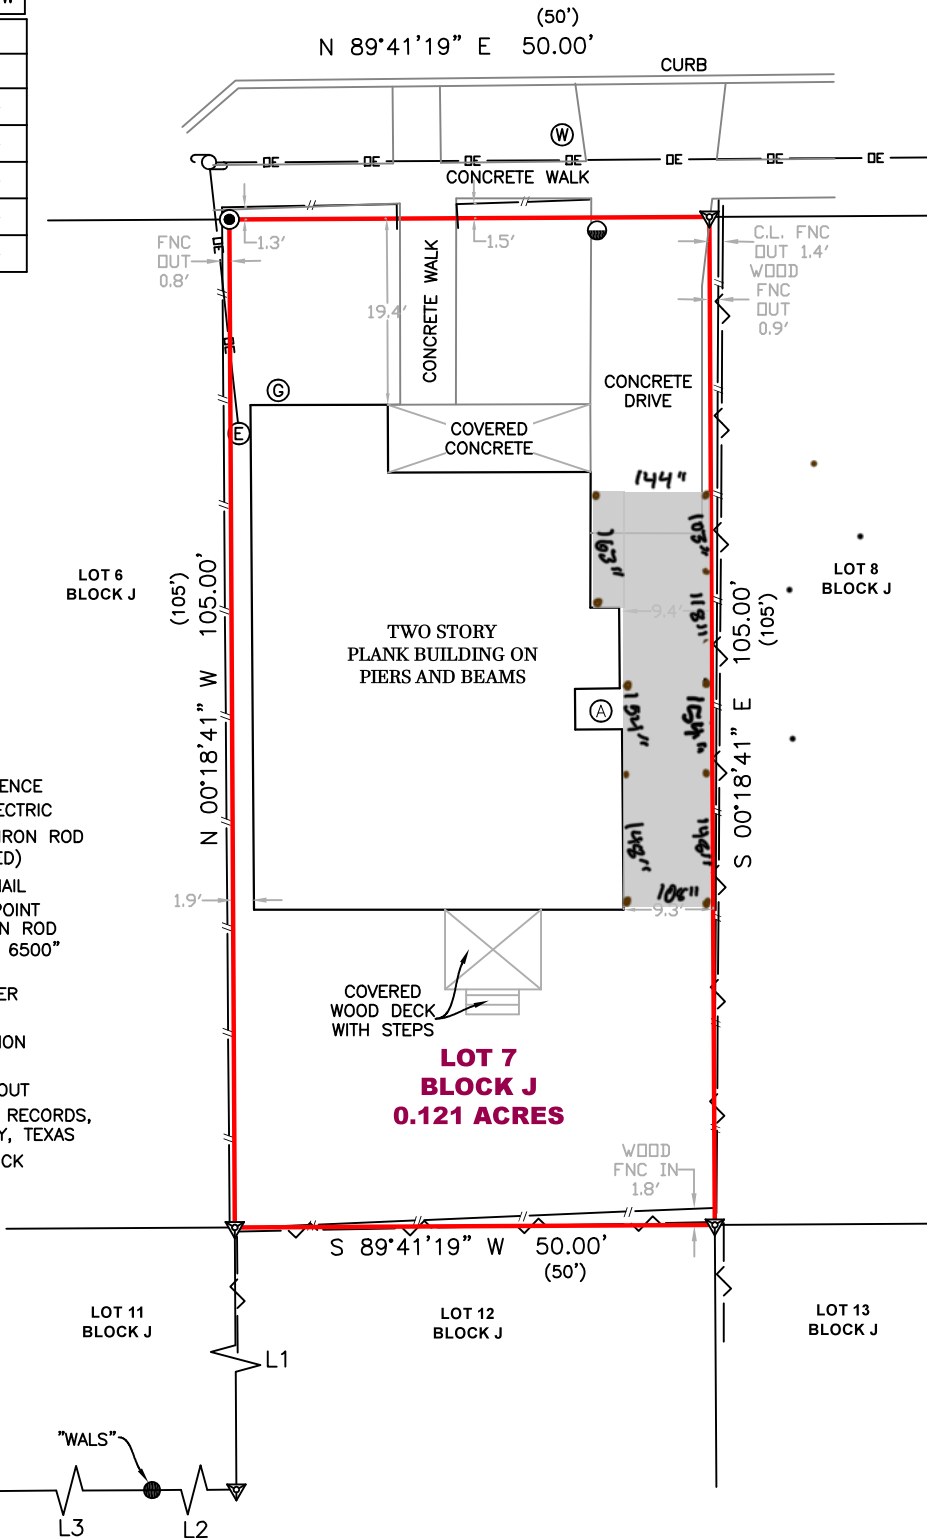 W
(50')
N 89°41'19" E 50.00'
CURB
W
OE OE OE OE OE OE OE
CONCRETE WALK
1.3'
1.5'
FNC
OUT
0.8'
OE
C.L. FNC
OUT 1.4'
WOOD
FNC
OUT
0.9'
19.4'
CONCRETE WALK
OE
G
CONCRETE
DRIVE
E
COVERED
CONCRETE
144"
163"
103"
LOT 6
BLOCK J
(105')
N 00°18'41" W 105.00'
LOT 8
BLOCK J
S 00°18'41" E 105.00'
(105')
9.4'
118"
TWO STORY
PLANK BUILDING ON
PIERS AND BEAMS
A
154"
154"
148"
148"
108"
9.3'
1.9'
ENCE
ECTRIC
IRON ROD
ED)
NAIL
POINT
N ROD
6500"
ER
ION
OUT
RECORDS,
Y, TEXAS
CK
COVERED
WOOD DECK
WITH STEPS
LOT 7
BLOCK J
0.121 ACRES
WOOD
FNC IN
1.8'
S 89°41'19" W 50.00'
(50')
LOT 11
BLOCK J
LOT 12
BLOCK J
LOT 13
BLOCK J
L1
"WALS"
L3
L2